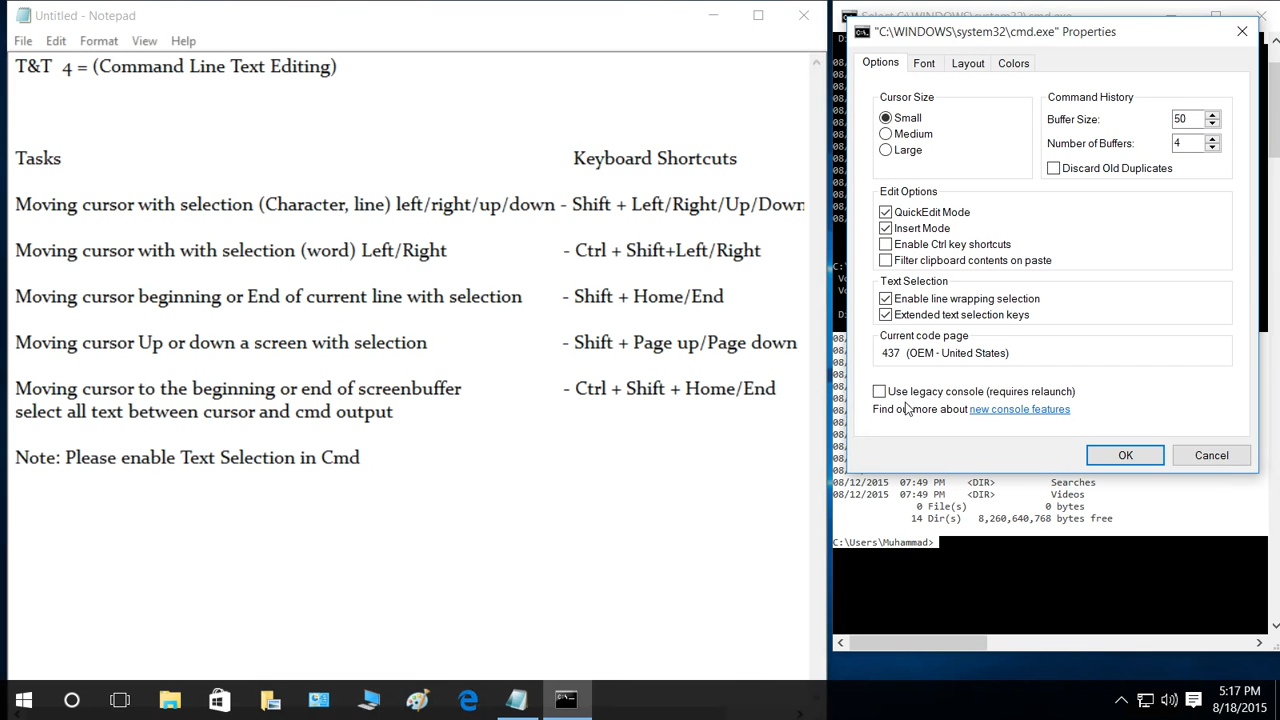 Untitled - Notepad
File Edit Format View Help
T&T 4 = (Command Line Text Editing)
Tasks Keyboard Shortcuts
Moving cursor with selection (Character, line) left/right/up/down - Shift + Left/Right/Up/Down
Moving cursor with with selection (word) Left/Right - Ctrl + Shift+Left/Right
Moving cursor beginning or End of current line with selection - Shift + Home/End
Moving cursor Up or down a screen with selection - Shift + Page up/Page down
Moving cursor to the beginning or end of screenbuffer - Ctrl + Shift + Home/End
select all text between cursor and cmd output
Note: Please enable Text Selection in Cmd
"C:\WINDOWS\system32\cmd.exe" Properties
Options Font Layout Colors
Cursor Size
Small
Medium
Large
Command History
Buffer Size: 50
Number of Buffers: 4
Discard Old Duplicates
Edit Options
QuickEdit Mode
Insert Mode
Enable Ctrl key shortcuts
Filter clipboard contents on paste
Text Selection
Enable line wrapping selection
Extended text selection keys
Current code page
437 (OEM - United States)
Use legacy console (requires relaunch)
Find out more about new console features
OK Cancel
08/12/2015 07:49 PM <DIR> Searches
08/12/2015 07:49 PM <DIR> Videos
0 File(s) 0 bytes
14 Dir(s) 8,260,640,768 bytes free
C:\Users\Muhammad>
5:17 PM
8/18/2015